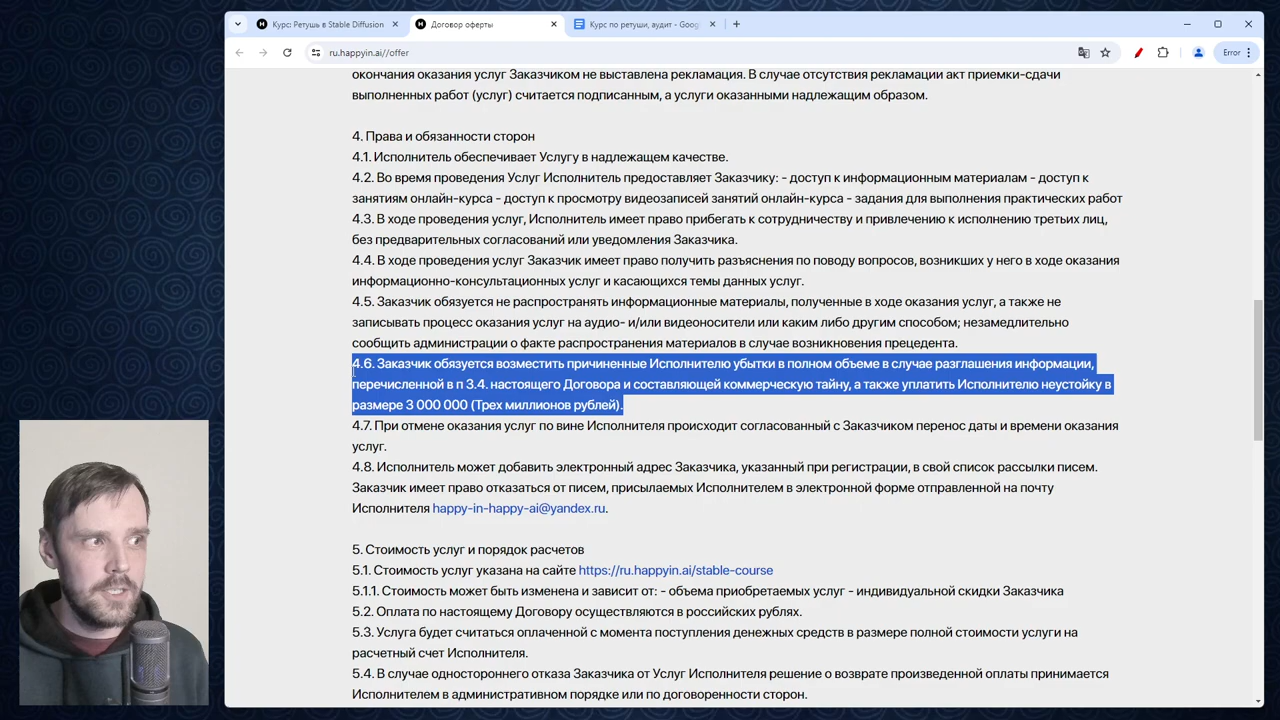 Курс: Ретушь в Stable Diffusion
Договор оферты
Курс по ретуши, аудит - Goog
ru.happyin.ai//offer
Error
окончания оказания услуг Заказчиком не выставлена рекламация. В случае отсутствия рекламации акт приемки-сдачи
выполненных работ (услуг) считается подписанным, а услуги оказанными надлежащим образом.
4. Права и обязанности сторон
4.1. Исполнитель обеспечивает Услугу в надлежащем качестве.
4.2. Во время проведения Услуг Исполнитель предоставляет Заказчику: - доступ к информационным материалам - доступ к
занятиям онлайн-курса - доступ к просмотру видеозаписей занятий онлайн-курса - задания для выполнения практических работ
4.3. В ходе проведения услуг, Исполнитель имеет право прибегать к сотрудничеству и привлечению к исполнению третьих лиц,
без предварительных согласований или уведомления Заказчика.
4.4. В ходе проведения услуг Заказчик имеет право получить разъяснения по поводу вопросов, возникших у него в ходе оказания
информационно-консультационных услуг и касающихся темы данных услуг.
4.5. Заказчик обязуется не распространять информационные материалы, полученные в ходе оказания услуг, а также не
записывать процесс оказания услуг на аудио- и/или видеоносители или каким либо другим способом; незамедлительно
сообщить администрации о факте распространения материалов в случае возникновения прецедента.
4.6. Заказчик обязуется возместить причиненные Исполнителю убытки в полном объеме в случае разглашения информации,
перечисленной в п 3.4. настоящего Договора и составляющей коммерческую тайну, а также уплатить Исполнителю неустойку в
размере 3 000 000 (Трех миллионов рублей).
4.7. При отмене оказания услуг по вине Исполнителя происходит согласованный с Заказчиком перенос даты и времени оказания
услуг.
4.8. Исполнитель может добавить электронный адрес Заказчика, указанный при регистрации, в свой список рассылки писем.
Заказчик имеет право отказаться от писем, присылаемых Исполнителем в электронной форме отправленной на почту
Исполнителя happy-in-happy-ai@yandex.ru.
5. Стоимость услуг и порядок расчетов
5.1. Стоимость услуг указана на сайте https://ru.happyin.ai/stable-course
5.1.1. Стоимость может быть изменена и зависит от: - объема приобретаемых услуг - индивидуальной скидки Заказчика
5.2. Оплата по настоящему Договору осуществляются в российских рублях.
5.3. Услуга будет считаться оплаченной с момента поступления денежных средств в размере полной стоимости услуги на
расчетный счет Исполнителя.
5.4. В случае одностороннего отказа Заказчика от Услуг Исполнителя решение о возврате произведенной оплаты принимается
Исполнителем в административном порядке или по договоренности сторон.